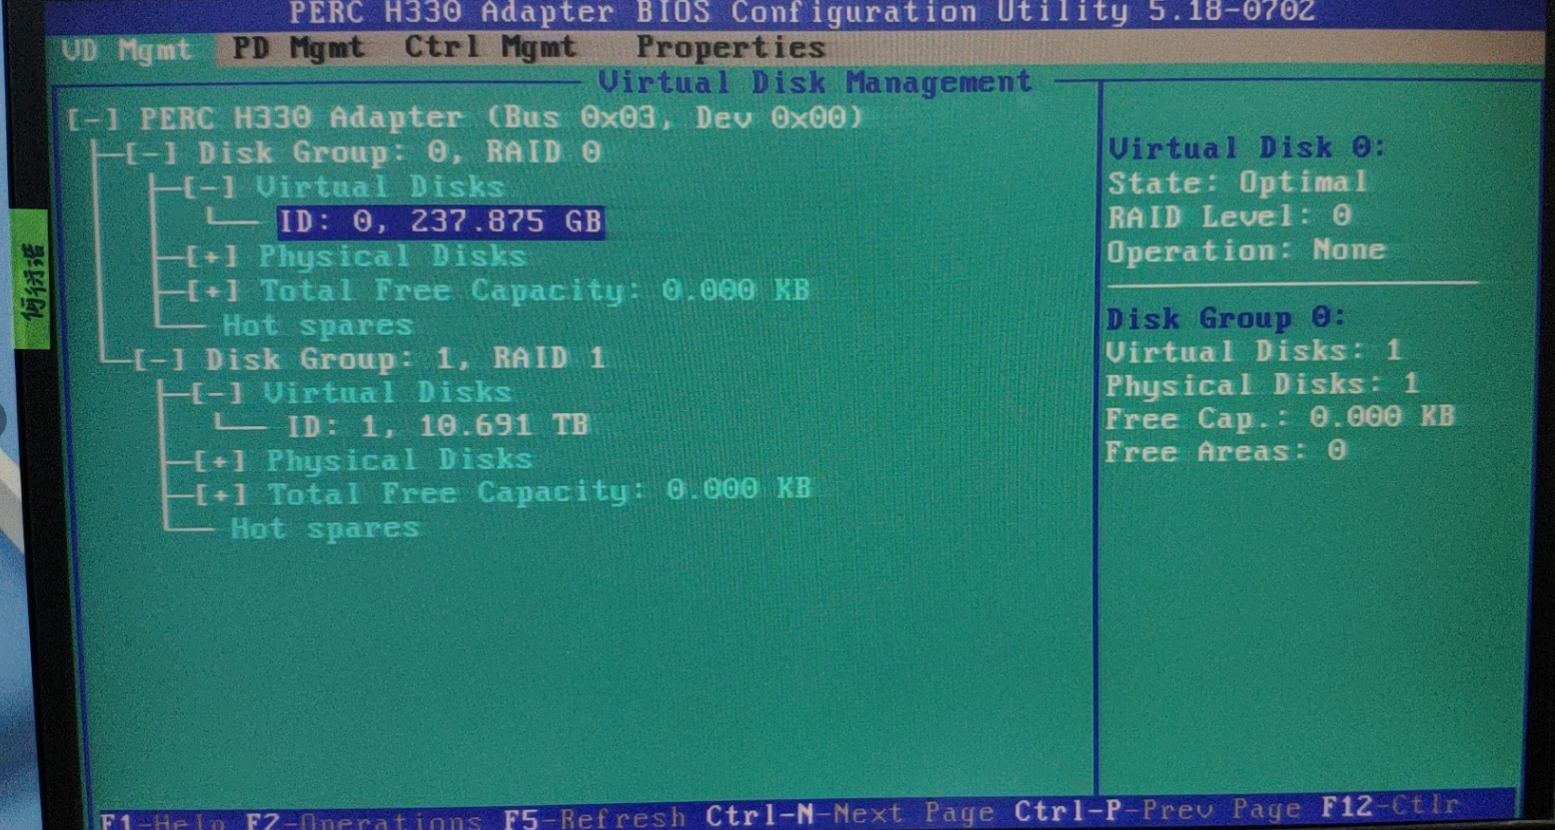 PERC H330 Adapter BIOS Configuration Utility 5.18-0702
VD Mgmt PD Mgmt Ctrl Mgmt Properties
Virtual Disk Management
[-] PERC H330 Adapter (Bus 0x03, Dev 0x00)
[-] Disk Group: 0, RAID 0
[-] Virtual Disks
ID: 0, 237.875 GB
[+] Physical Disks
[+] Total Free Capacity: 0.000 KB
Hot spares
[-] Disk Group: 1, RAID 1
[-] Virtual Disks
ID: 1, 10.691 TB
[+] Physical Disks
[+] Total Free Capacity: 0.000 KB
Hot spares
Virtual Disk 0:
State: Optimal
RAID Level: 0
Operation: None
Disk Group 0:
Virtual Disks: 1
Physical Disks: 1
Free Cap.: 0.000 KB
Free Areas: 0
F1-Help F2-Operations F5-Refresh Ctrl-N-Next Page Ctrl-P-Prev Page F12-Ctlr